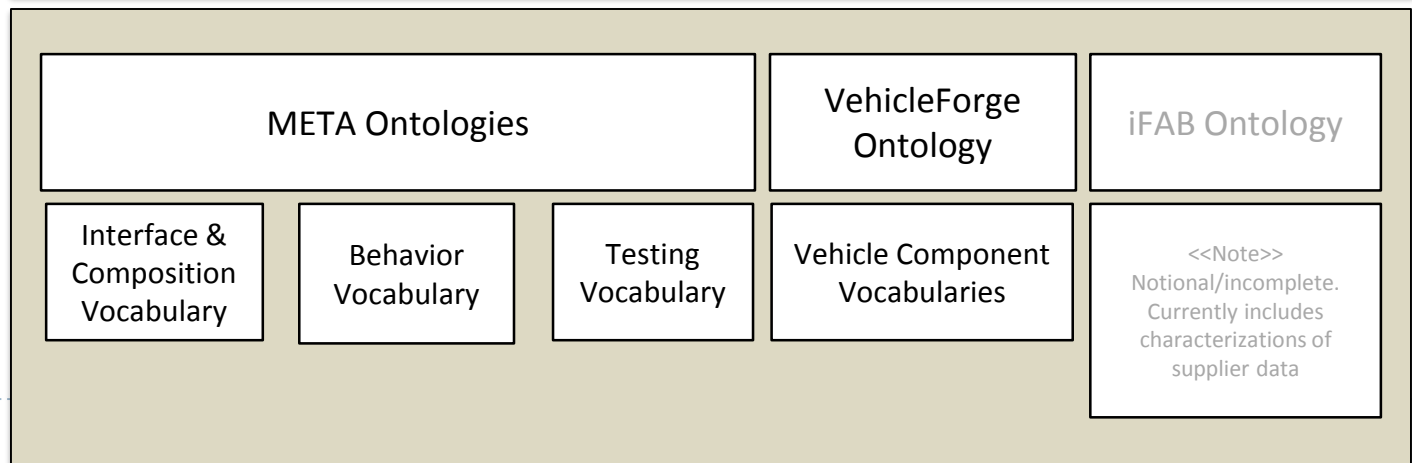 META Ontologies
VehicleForge
Ontology
iFAB Ontology
Interface &
Composition
Vocabulary
Behavior
Vocabulary
Testing
Vocabulary
Vehicle Component
Vocabularies
<<Note>>
Notional/incomplete.
Currently includes
characterizations of
supplier data